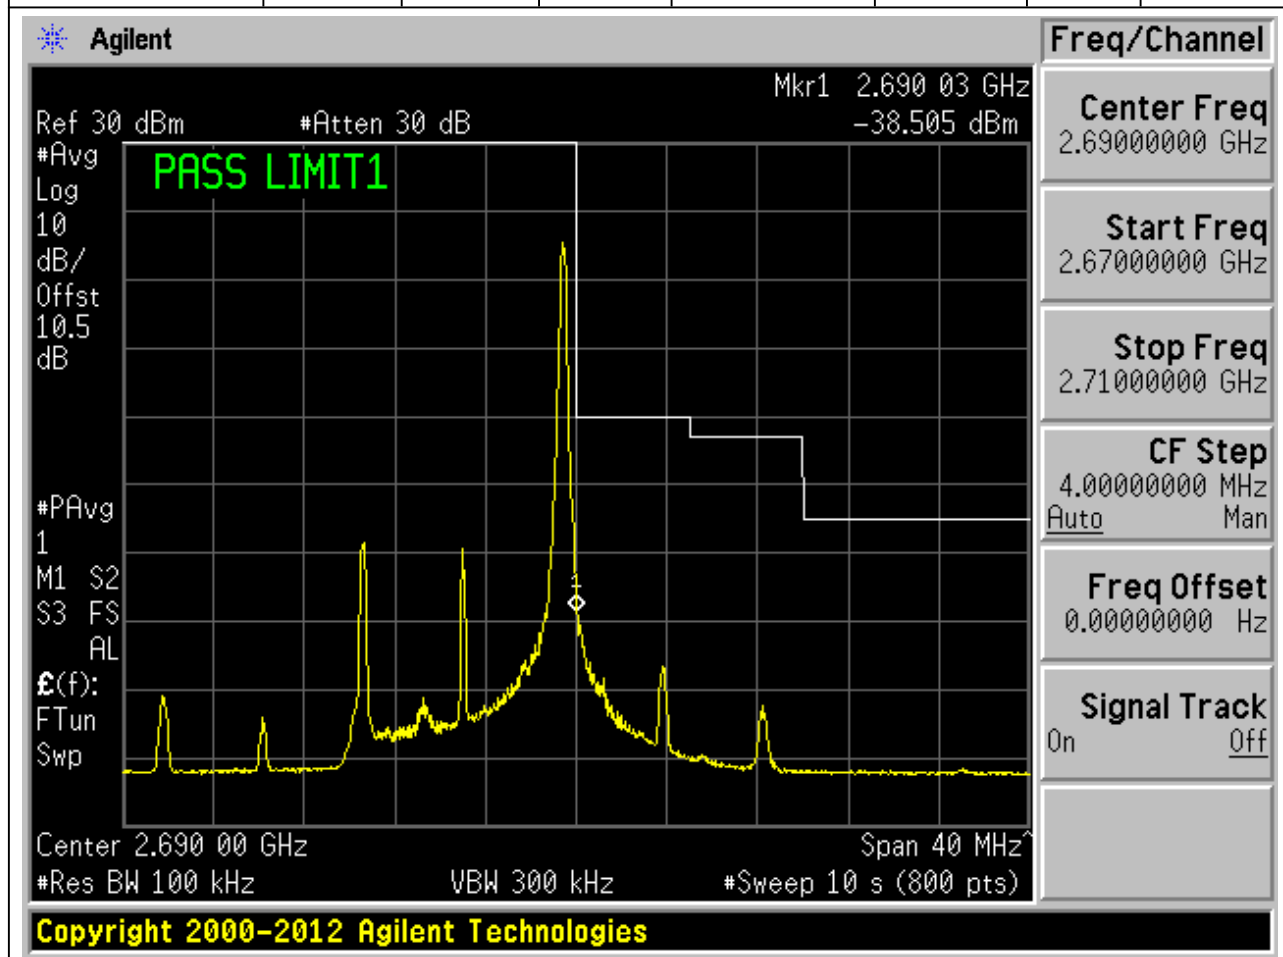 Agilent
Freq/Channel
Mkr1 2.690 03 GHz
Ref 30 dBm #Atten 30 dB -38.505 dBm
#Avg
Log
10
dB/
Offst
10.5
dB
PASS LIMIT1
#PAvg
1
M1 S2
S3 FS
AL
£(f):
FTun
Swp
1
Center 2.690 00 GHz Span 40 MHz^
#Res BW 100 kHz VBW 300 kHz #Sweep 10 s (800 pts)
Copyright 2000-2012 Agilent Technologies
Center Freq
2.69000000 GHz
Start Freq
2.67000000 GHz
Stop Freq
2.71000000 GHz
CF Step
4.00000000 MHz
Auto Man
Freq Offset
0.00000000 Hz
Signal Track
On Off